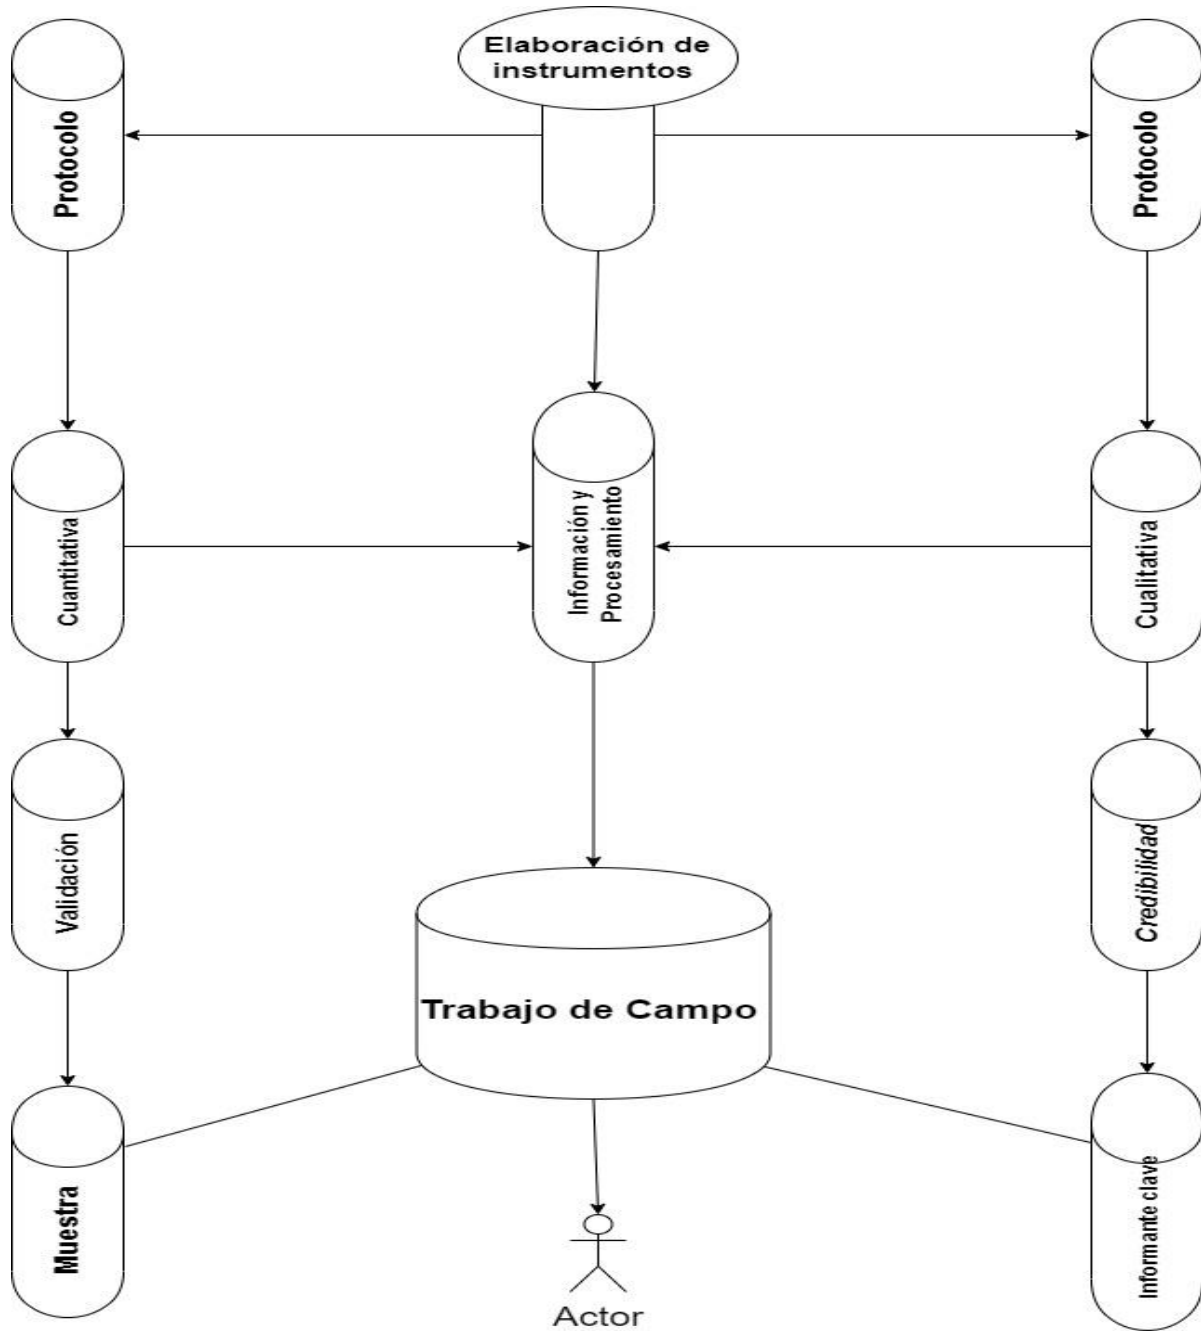 Elaboración de
instrumentos
Protocolo
Protocolo
Cuantitativa
Información y
Procesamiento
Cualitativa
Validación
Credibilidad
Trabajo de Campo
Muestra
Informante clave
Actor